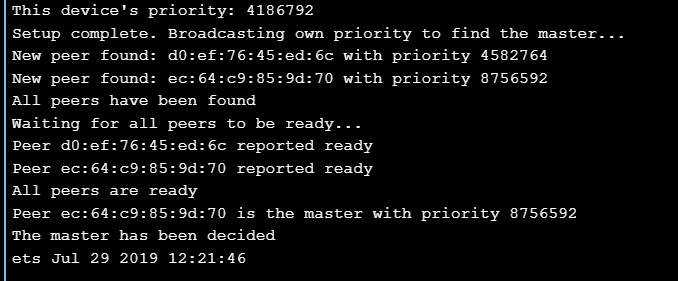 This device's priority: 4186792
Setup complete. Broadcasting own priority to find the master...
New peer found: d0:ef:76:45:ed:6c with priority 4582764
New peer found: ec:64:c9:85:9d:70 with priority 8756592
All peers have been found
Waiting for all peers to be ready...
Peer d0:ef:76:45:ed:6c reported ready
Peer ec:64:c9:85:9d:70 reported ready
All peers are ready
Peer ec:64:c9:85:9d:70 is the master with priority 8756592
The master has been decided
ets Jul 29 2019 12:21:46